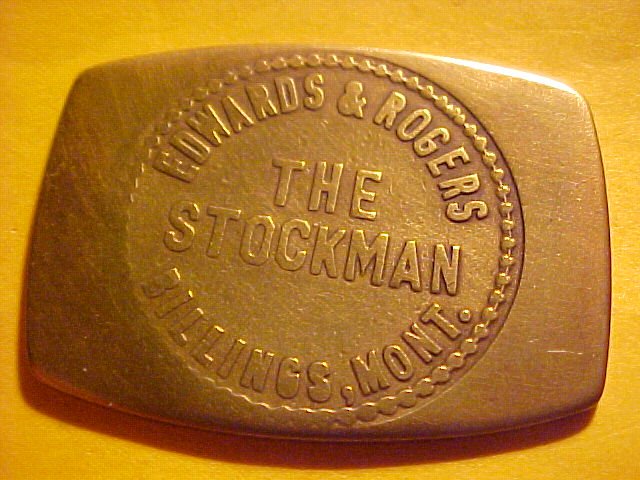 EDWARDS & ROGERS
THE
STOCKMAN
BILLINGS, MONT.